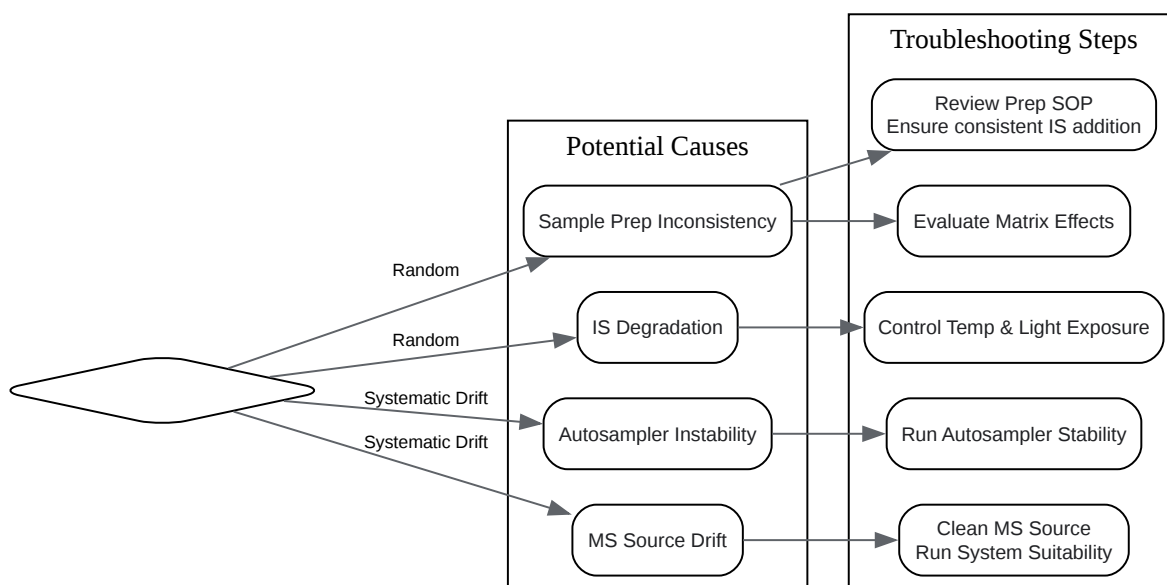 Troubleshooting Steps
Review Prep SOP
Ensure consistent IS addition
Potential Causes
Sample Prep Inconsistency
Evaluate Matrix Effects
Random
IS Degradation
Control Temp & Light Exposure
Random
Systematic Drift
Autosampler Instability
Run Autosampler Stability
Systematic Drift
MS Source Drift
Clean MS Source
Run System Suitability